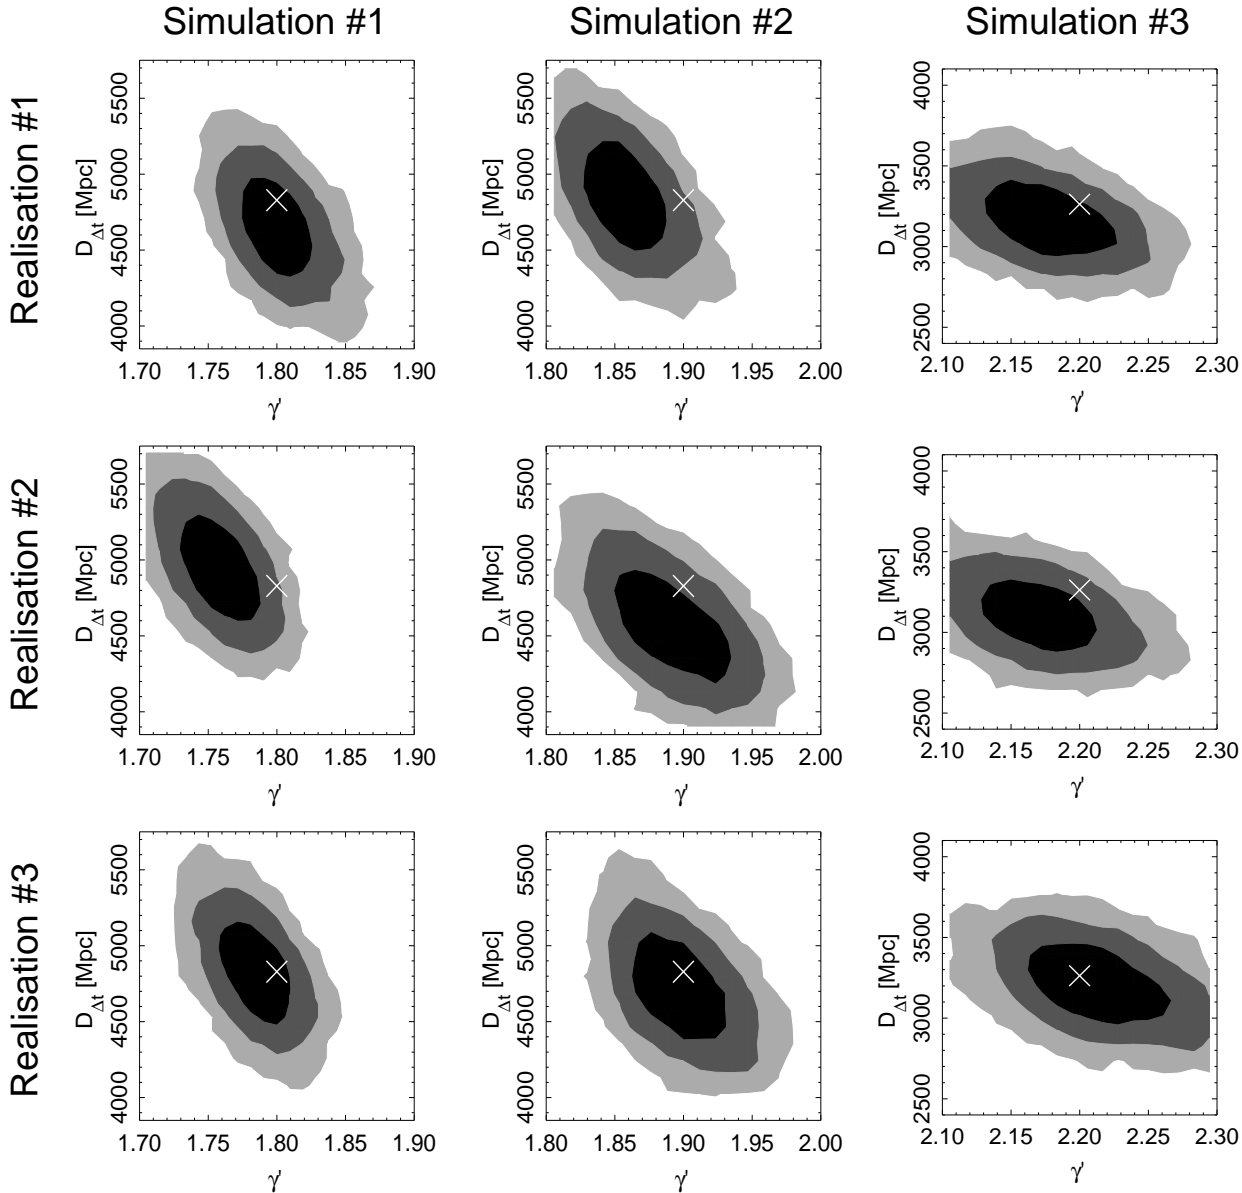 Simulation #1 Simulation #2 Simulation #3
Realisation #1
D_Δt [Mpc]
5500
5000
4500
4000
1.70 1.75 1.80 1.85 1.90
γ'
D_Δt [Mpc]
5500
5000
4500
4000
1.80 1.85 1.90 1.95 2.00
γ'
D_Δt [Mpc]
4000
3500
3000
2500
2.10 2.15 2.20 2.25 2.30
γ'
Realisation #2
D_Δt [Mpc]
5500
5000
4500
4000
1.70 1.75 1.80 1.85 1.90
γ'
D_Δt [Mpc]
5500
5000
4500
4000
1.80 1.85 1.90 1.95 2.00
γ'
D_Δt [Mpc]
4000
3500
3000
2500
2.10 2.15 2.20 2.25 2.30
γ'
Realisation #3
D_Δt [Mpc]
5500
5000
4500
4000
1.70 1.75 1.80 1.85 1.90
γ'
D_Δt [Mpc]
5500
5000
4500
4000
1.80 1.85 1.90 1.95 2.00
γ'
D_Δt [Mpc]
4000
3500
3000
2500
2.10 2.15 2.20 2.25 2.30
γ'